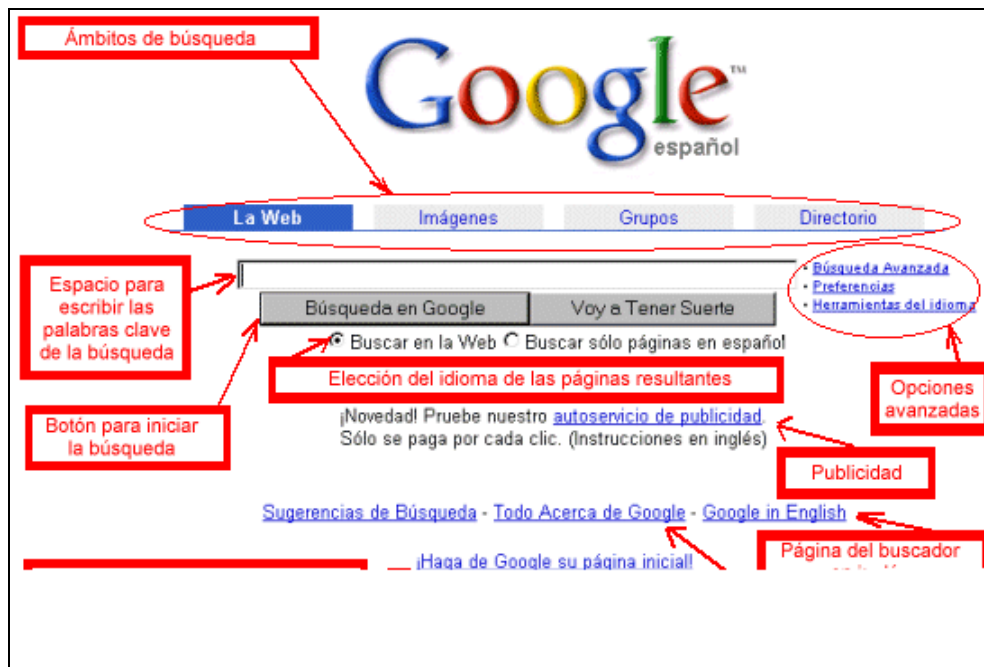 Ámbitos de búsqueda
Google™
español
La Web Imágenes Grupos Directorio
Espacio para
escribir las
palabras clave
de la búsqueda
• Búsqueda Avanzada
• Preferencias
• Herramientas del idioma
Búsqueda en Google Voy a Tener Suerte
Buscar en la Web Buscar sólo páginas en español
Elección del idioma de las páginas resultantes
Opciones
avanzadas
Botón para iniciar
la búsqueda
¡Novedad! Pruebe nuestro autoservicio de publicidad.
Sólo se paga por cada clic. (Instrucciones en inglés)
Publicidad
Sugerencias de Búsqueda - Todo Acerca de Google - Google in English
Página del buscador
¡Haga de Google su página inicial!